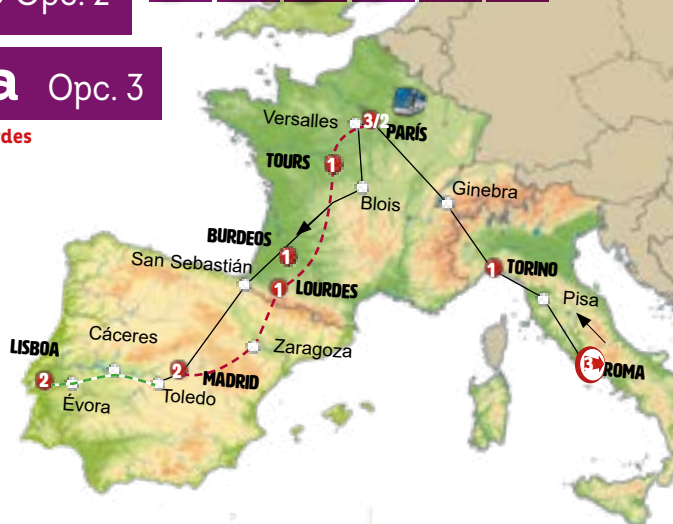 Opc. 2
a Opc. 3
des
Versalles
3/2
PARÍS
TOURS
1
Blois
Ginebra
BURDEOS
1
San Sebastián
1
LOURDES
1
TORINO
Pisa
Cáceres
Zaragoza
LISBOA
2
2
MADRID
3
ROMA
Évora
Toledo